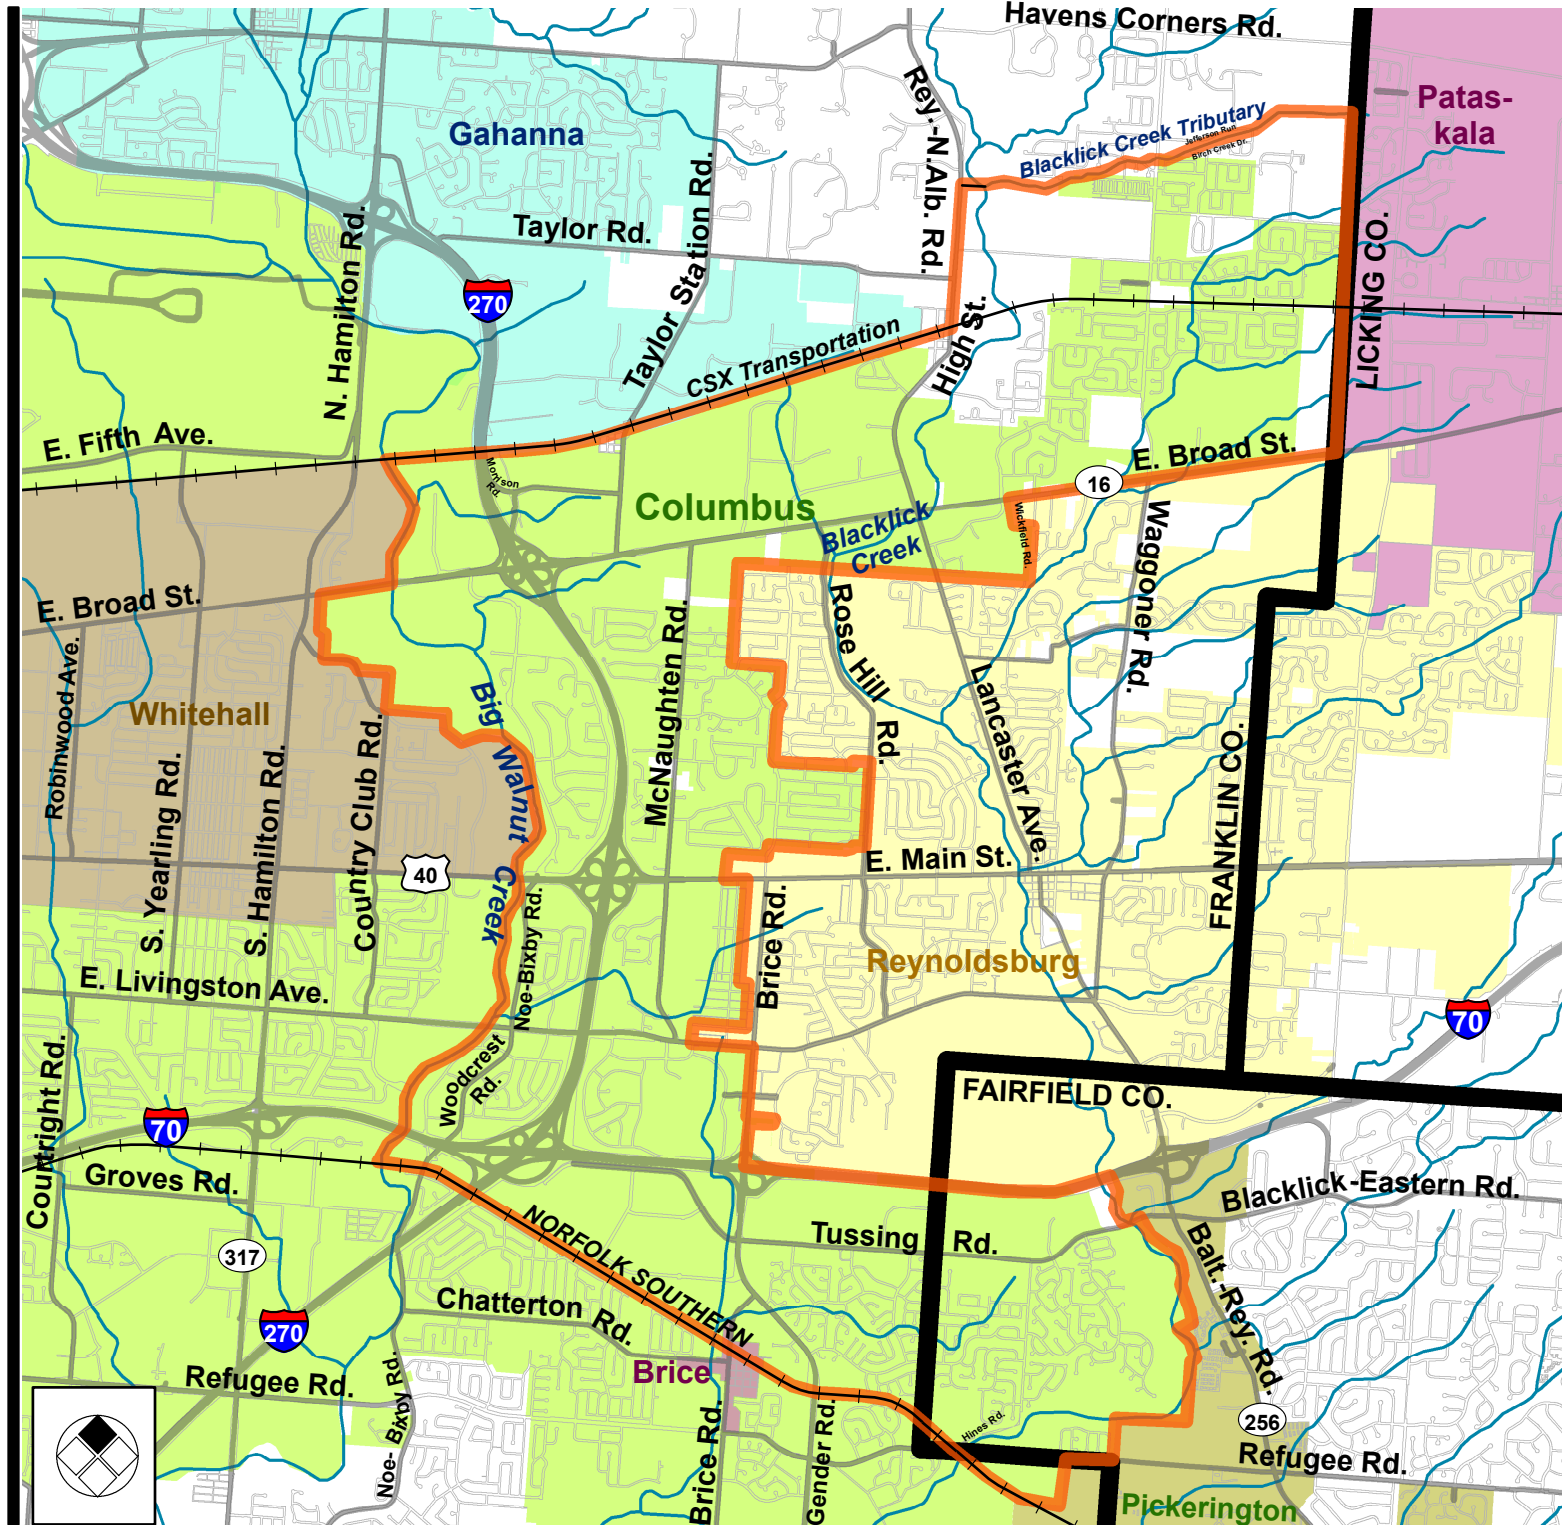 Havens Corners Rd.
Patas-
kala
Gahanna
Rey.-N.Alb. Rd.
Blacklick Creek Tributary
Jefferson Run
Birch Creek Dr.
Taylor Rd.
Taylor Station Rd.
N. Hamilton Rd.
270
LICKING CO.
CSX Transportation
High St.
E. Fifth Ave.
E. Broad St.
16
Morrison
Rd.
Columbus
Blacklick
Creek
Wickfield Rd.
Waggoner Rd.
E. Broad St.
Robinwood Ave.
Whitehall
McNaughten Rd.
Rose Hill Rd.
Lancaster Ave.
Big Walnut Creek
S. Yearling Rd.
S. Hamilton Rd.
Country Club Rd.
FRANKLIN CO.
40
E. Main St.
Noe-Bixby Rd.
Brice Rd.
Reynoldsburg
E. Livingston Ave.
70
Courtright Rd.
Woodcrest
Rd.
FAIRFIELD CO.
70
Groves Rd.
Blacklick-Eastern Rd.
317
NORFOLK SOUTHERN
Tussing Rd.
Balt.-Rey. Rd.
270
Chatterton Rd.
Brice
Refugee Rd.
Noe- Bixby Rd.
Brice Rd.
Gender Rd.
Hines Rd.
256
Refugee Rd.
Pickerington